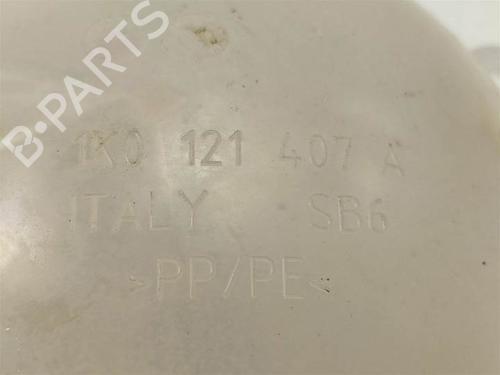 B-PARTS
1K0 121 407 A
ITALY SB6
>PP/PE<